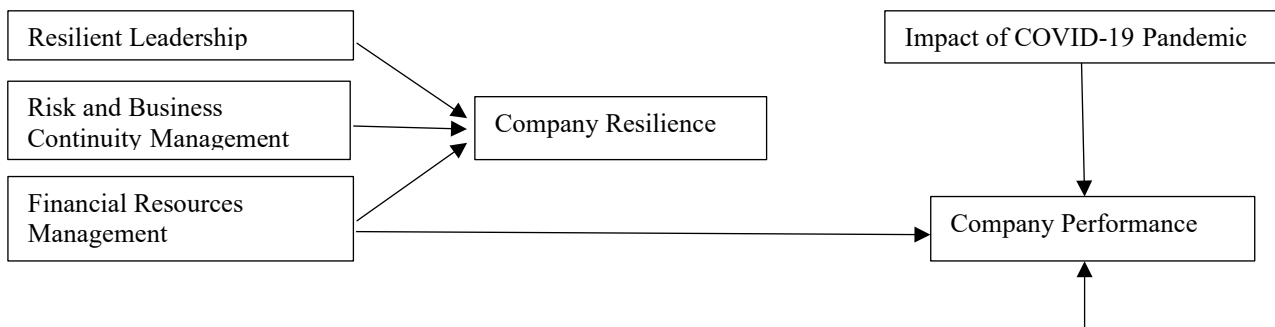 Resilient Leadership
Impact of COVID-19 Pandemic
Risk and Business
Continuity Management
Company Resilience
Financial Resources
Management
Company Performance